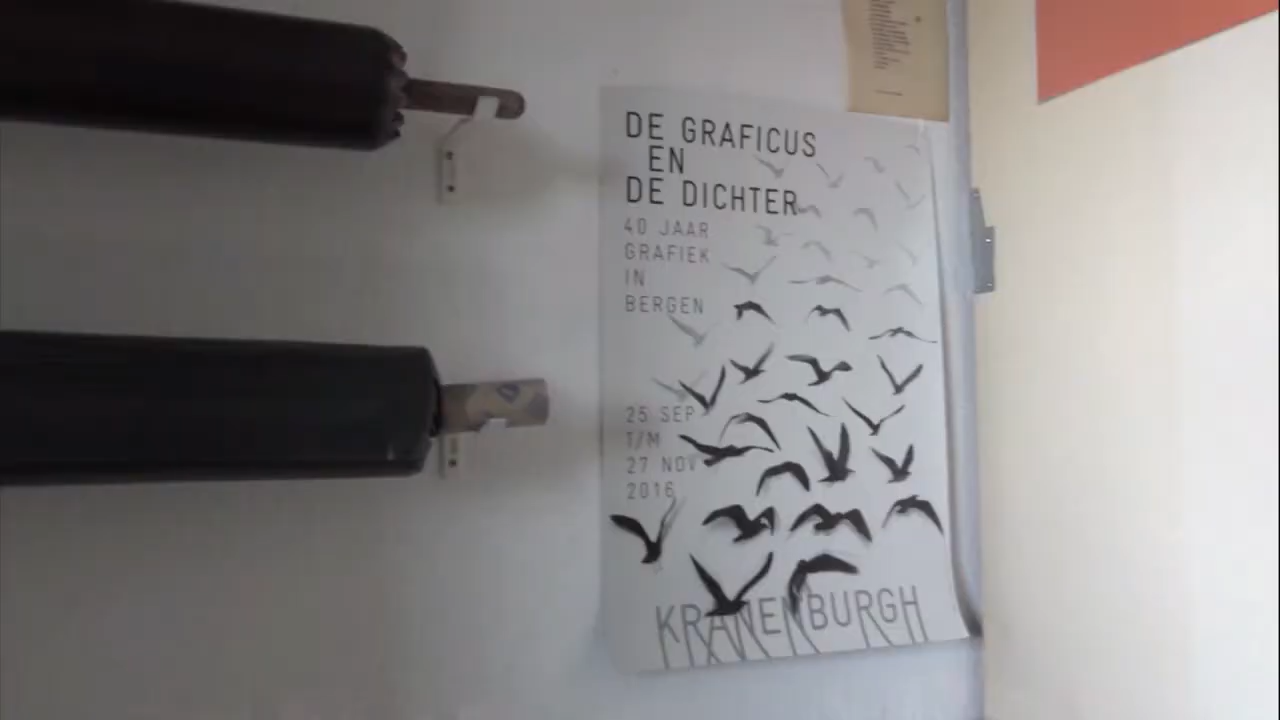 DE GRAFICUS
EN
DE DICHTER
40 JAAR
GRAFIEK
IN
BERGEN
25 SEP
T/M
27 NOV
2016
KRANENBURGH